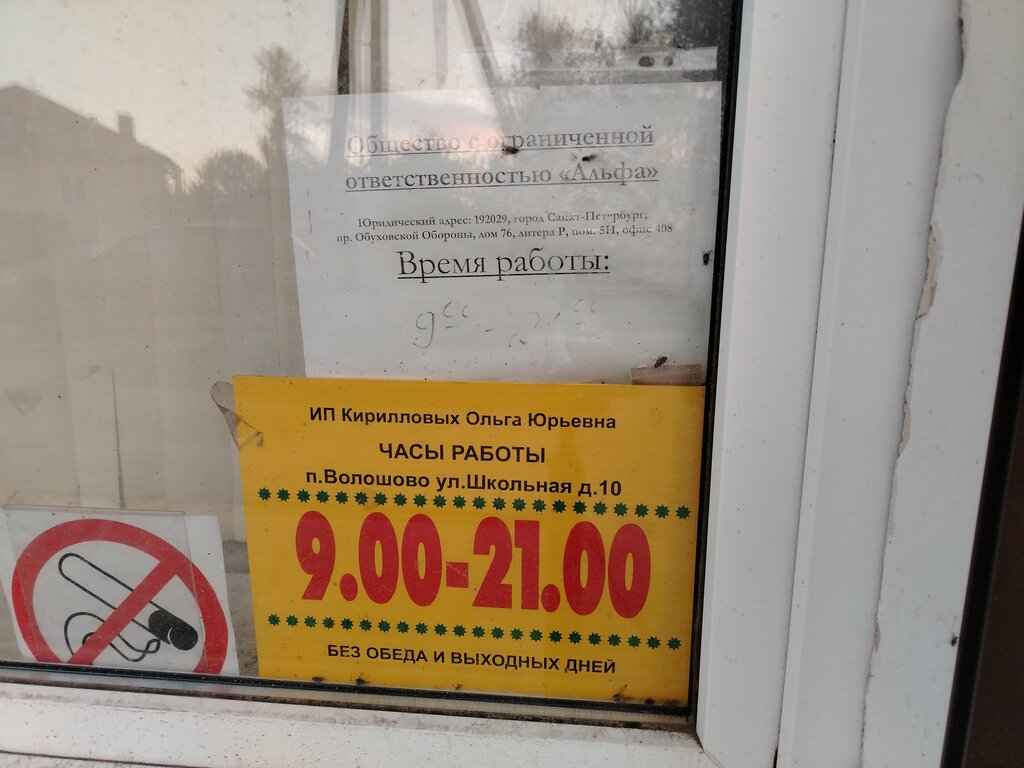 Общество с ограниченной
ответственностью «Альфа»
Юридический адрес: 192029, город Санкт-Петербург,
пр. Обуховской Обороны, дом 76, литера Р, пом. 5Н, офис 408
Время работы:
9⁰⁰ -
ИП Кирилловых Ольга Юрьевна
ЧАСЫ РАБОТЫ
п.Волошово ул.Школьная д.10
9.00-21.00
БЕЗ ОБЕДА И ВЫХОДНЫХ ДНЕЙ